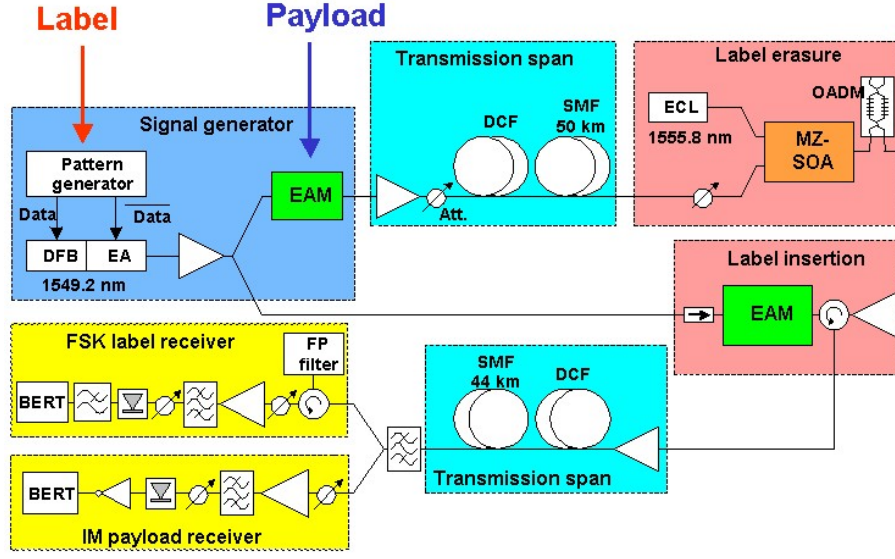 Label
Payload
Signal generator
Pattern
generator
Data
Data
DFB
EA
1549.2 nm
EAM
Transmission span
Att.
DCF
SMF
50 km
Label erasure
ECL
1555.8 nm
MZ-
SOA
OADM
Label insertion
EAM
FSK label receiver
FP
filter
BERT
SMF
44 km
DCF
Transmission span
BERT
IM payload receiver